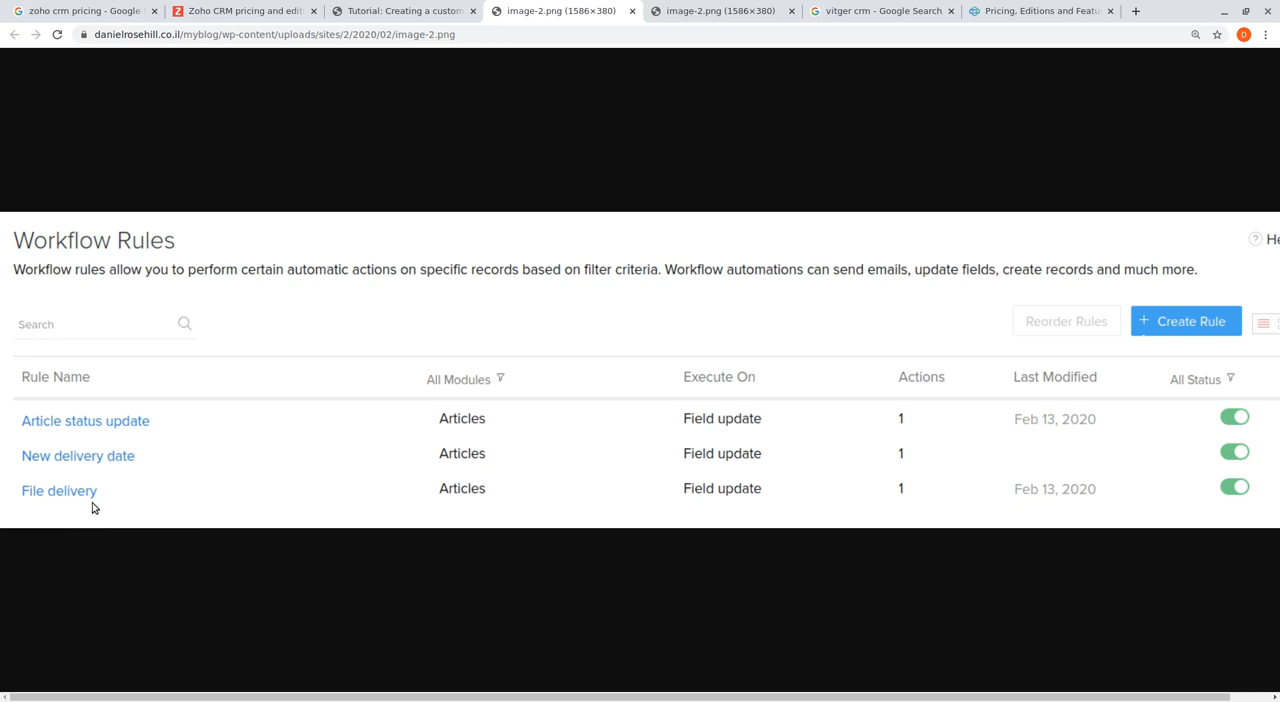 zoho crm pricing - Google
Zoho CRM pricing and edit
Tutorial: Creating a custom
image-2.png (1586×380)
image-2.png (1586×380)
vitger crm - Google Search
Pricing, Editions and Featu
danielrosehill.co.il/myblog/wp-content/uploads/sites/2/2020/02/image-2.png
D
Workflow Rules
? He
Workflow rules allow you to perform certain automatic actions on specific records based on filter criteria. Workflow automations can send emails, update fields, create records and much more.
Search
Reorder Rules
+ Create Rule
Rule Name All Modules Execute On Actions Last Modified All Status
Article status update Articles Field update 1 Feb 13, 2020
New delivery date Articles Field update 1
File delivery Articles Field update 1 Feb 13, 2020